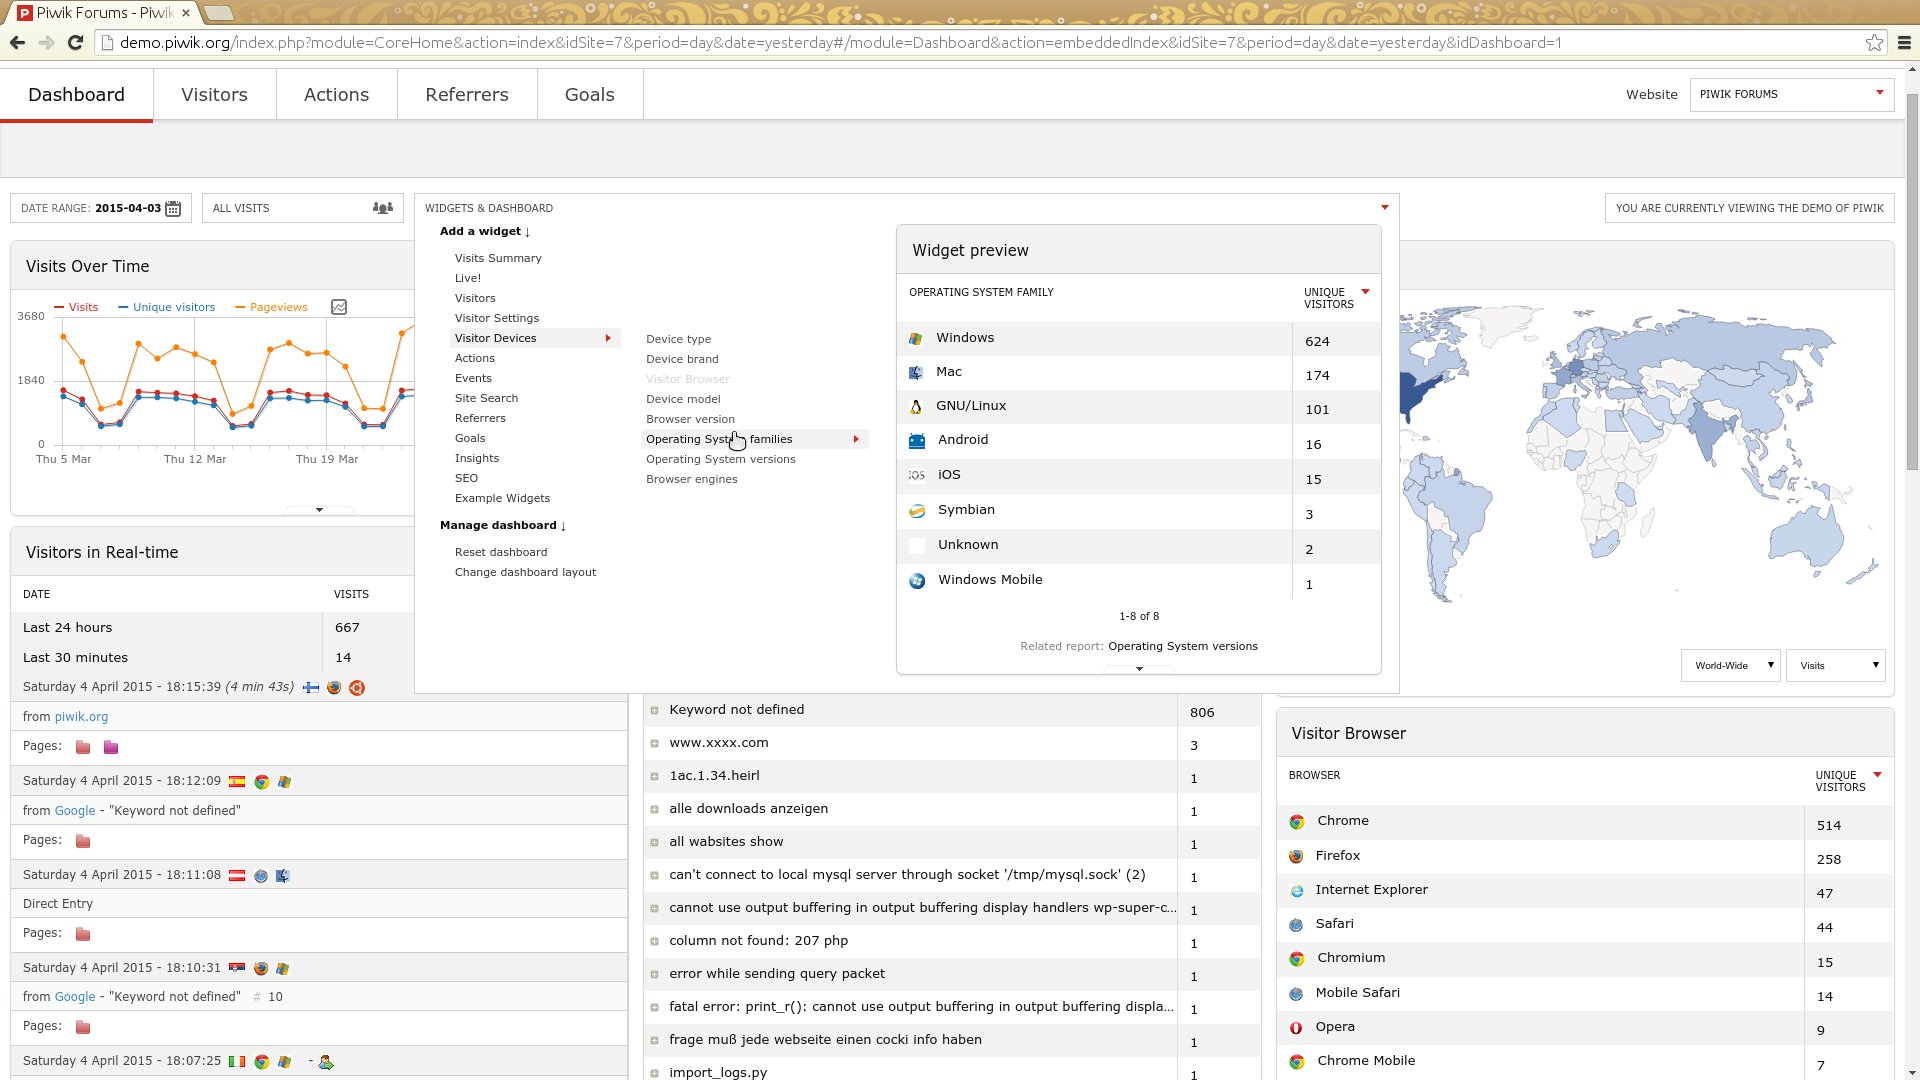 Piwik Forums - Piwik
demo.piwik.org/index.php?module=CoreHome&action=index&idSite=7&period=day&date=yesterday#/module=Dashboard&action=embeddedIndex&idSite=7&period=day&date=yesterday&idDashboard=1
Dashboard
Visitors
Actions
Referrers
Goals
Website
PIWIK FORUMS
DATE RANGE: 2015-04-03
ALL VISITS
WIDGETS & DASHBOARD
YOU ARE CURRENTLY VIEWING THE DEMO OF PIWIK
Visits Over Time
Visits
Unique visitors
Pageviews
3680
1840
0
Thu 5 Mar
Thu 12 Mar
Thu 19 Mar
Add a widget ↓
Visits Summary
Live!
Visitors
Visitor Settings
Visitor Devices
Actions
Events
Site Search
Referrers
Goals
Insights
SEO
Example Widgets
Manage dashboard ↓
Reset dashboard
Change dashboard layout
Device type
Device brand
Visitor Browser
Device model
Browser version
Operating System families
Operating System versions
Browser engines
Widget preview
OPERATING SYSTEM FAMILY
UNIQUE
VISITORS
Windows 624
Mac 174
GNU/Linux 101
Android 16
iOS iOS 15
Symbian 3
Unknown 2
Windows Mobile 1
1-8 of 8
Related report: Operating System versions
World-Wide
Visits
Visitors in Real-time
DATE VISITS
Last 24 hours 667
Last 30 minutes 14
Saturday 4 April 2015 - 18:15:39 (4 min 43s)
from piwik.org
Pages:
Saturday 4 April 2015 - 18:12:09
from Google - "Keyword not defined"
Pages:
Saturday 4 April 2015 - 18:11:08
Direct Entry
Pages:
Saturday 4 April 2015 - 18:10:31
from Google - "Keyword not defined" # 10
Pages:
Saturday 4 April 2015 - 18:07:25 -
Keyword not defined 806
www.xxxx.com 3
1ac.1.34.heirl 1
alle downloads anzeigen 1
all wabsites show 1
can't connect to local mysql server through socket '/tmp/mysql.sock' (2) 1
cannot use output buffering in output buffering display handlers wp-super-c... 1
column not found: 207 php 1
error while sending query packet 1
fatal error: print_r(): cannot use output buffering in output buffering displa... 1
frage muß jede webseite einen cocki info haben 1
import_logs.py 1
Visitor Browser
BROWSER
UNIQUE
VISITORS
Chrome 514
Firefox 258
Internet Explorer 47
Safari 44
Chromium 15
Mobile Safari 14
Opera 9
Chrome Mobile 7